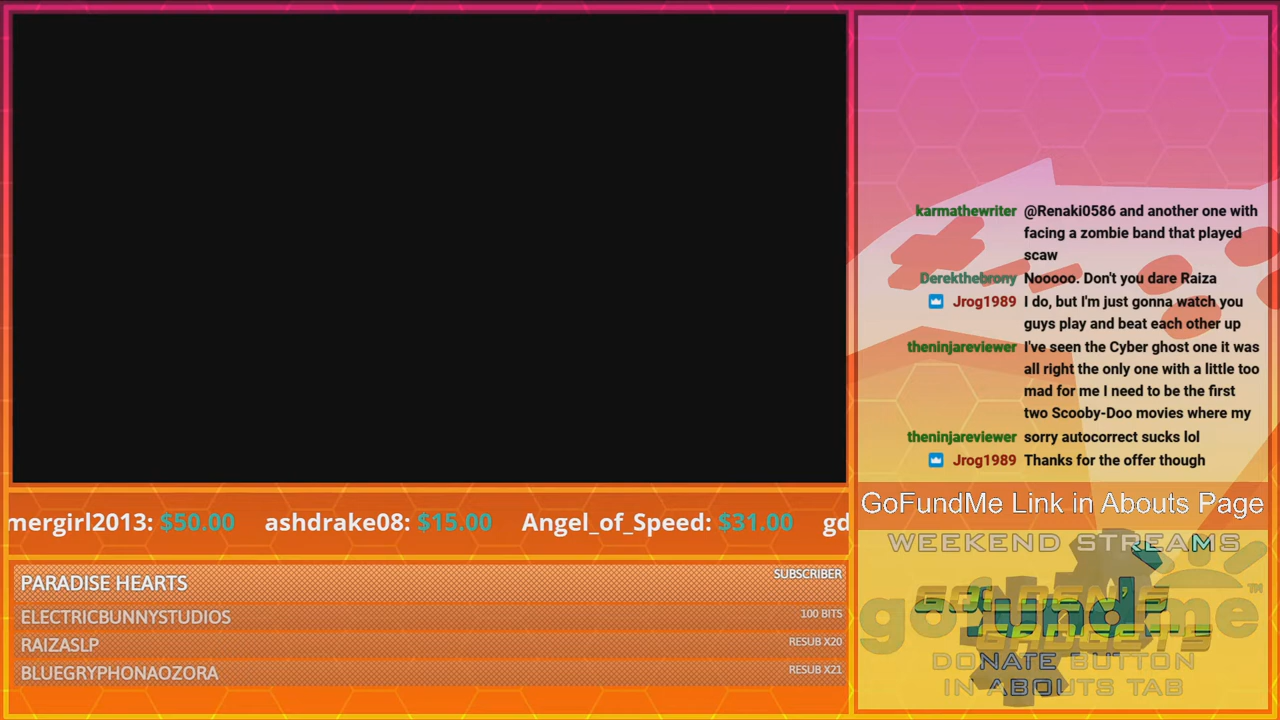 karmathewriter @Renaki0586 and another one with
facing a zombie band that played
scaw
Derekthebrony Nooooo. Don't you dare Raiza
Jrog1989 I do, but I'm just gonna watch you
guys play and beat each other up
theninjareviewer I've seen the Cyber ghost one it was
all right the only one with a little too
mad for me I need to be the first
two Scooby-Doo movies where my
theninjareviewer sorry autocorrect sucks lol
Jrog1989 Thanks for the offer though
GoFundMe Link in Abouts Page
WEEKEND STREAMS
gofundme™
DONATE BUTTON
IN ABOUTS TAB
mergirl2013: $50.00 ashdrake08: $15.00 Angel_of_Speed: $31.00 gd
PARADISE HEARTS SUBSCRIBER
ELECTRICBUNNYSTUDIOS 100 BITS
RAIZASLP RESUB X20
BLUEGRYPHONAOZORA RESUB X21